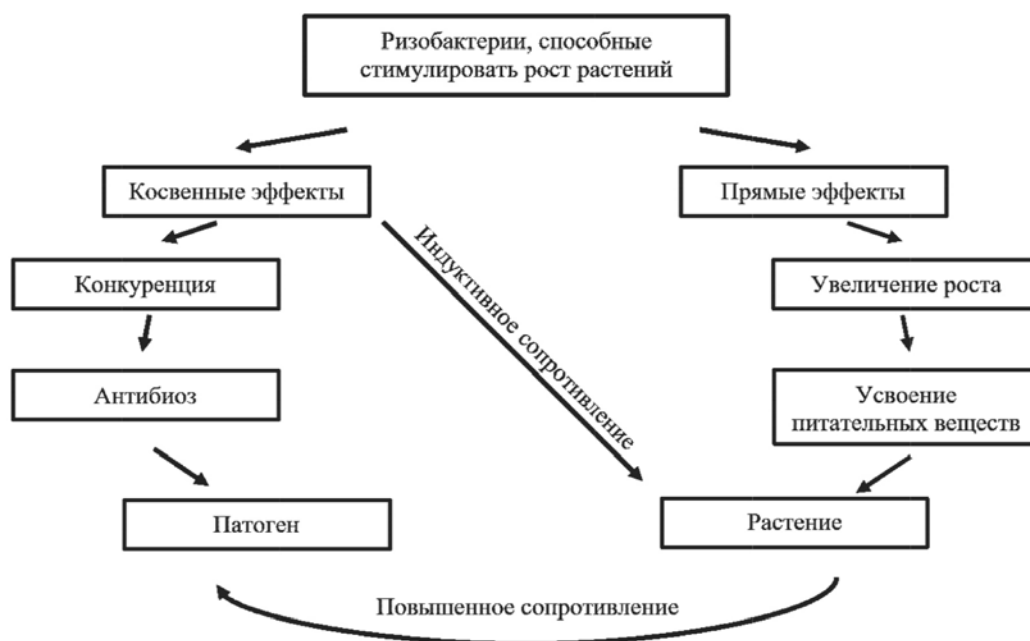 Ризобактерии, способные
стимулировать рост растений
Косвенные эффекты
Прямые эффекты
Индуктивное сопротивление
Конкуренция
Увеличение роста
Антибиоз
Усвоение
питательных веществ
Патоген
Растение
Повышенное сопротивление